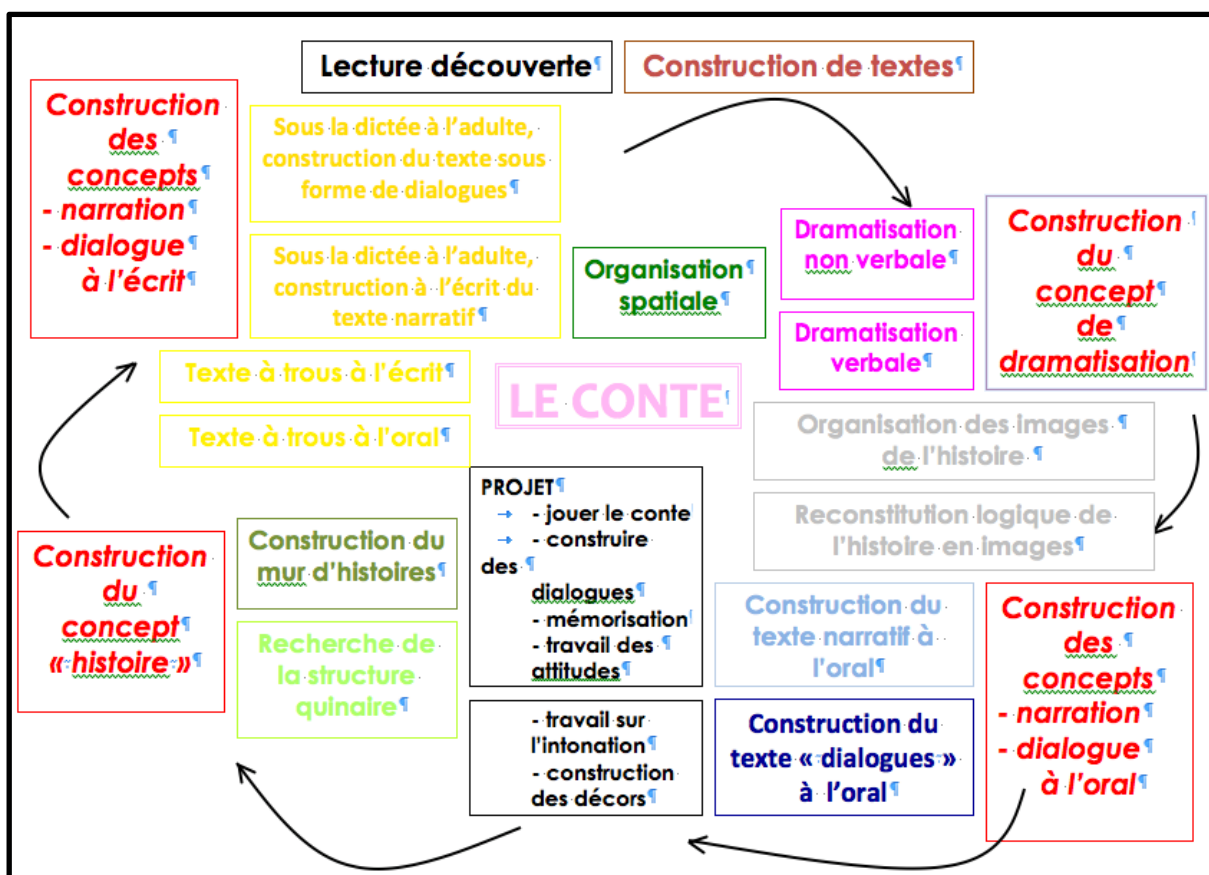 Lecture découverte
Construction de textes
Construction
des
concepts
- narration
- dialogue
à l'écrit
Sous la dictée à l'adulte,
construction du texte sous
forme de dialogues
Sous la dictée à l'adulte,
construction à l'écrit du
texte narratif
Organisation
spatiale
Dramatisation
non verbale
Dramatisation
verbale
Construction
du
concept
de
dramatisation
Texte à trous à l'écrit
Texte à trous à l'oral
LE CONTE
Organisation des images
de l'histoire
Reconstitution logique de
l'histoire en images
PROJET
- jouer le conte
- construire
des
dialogues
- mémorisation
- travail des
attitudes
- travail sur
l'intonation
- construction
des décors
Construction
du
concept
« histoire »
Construction du
mur d'histoires
Recherche de
la structure
quinaire
Construction du
texte narratif à
l'oral
Construction du
texte « dialogues »
à l'oral
Construction
des
concepts
- narration
- dialogue
à l'oral